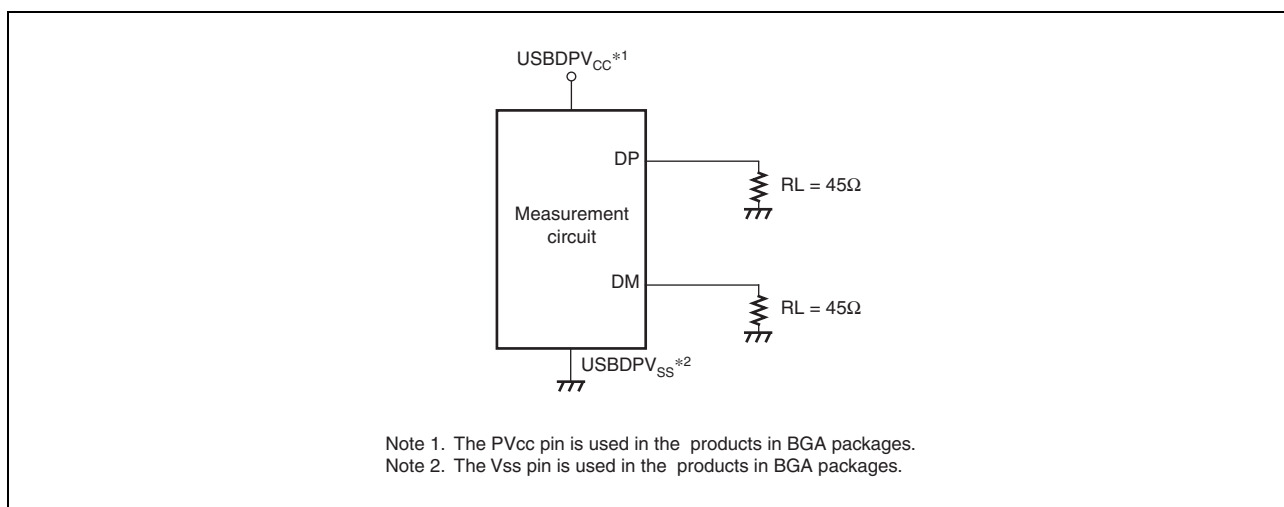 USBDPVCC*1
DP
RL = 45Ω
Measurement
circuit
DM
RL = 45Ω
USBDPVSS*2
Note 1. The PVcc pin is used in the products in BGA packages.
Note 2. The Vss pin is used in the products in BGA packages.